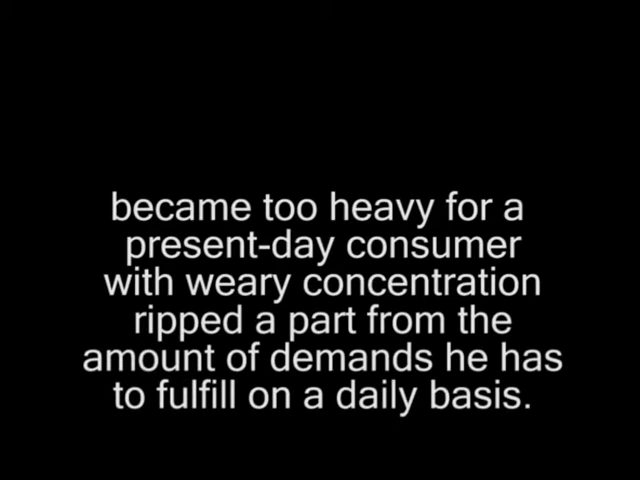 became too heavy for a
present-day consumer
with weary concentration
ripped a part from the
amount of demands he has
to fulfill on a daily basis.